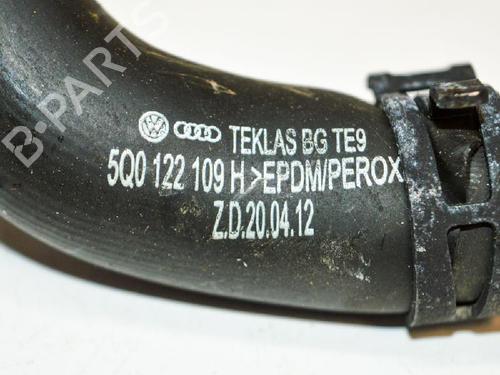 B-PARTS
TEKLAS BG TE9
5Q0 122 109 H >EPDM/PEROX
Z.D.20.04.12